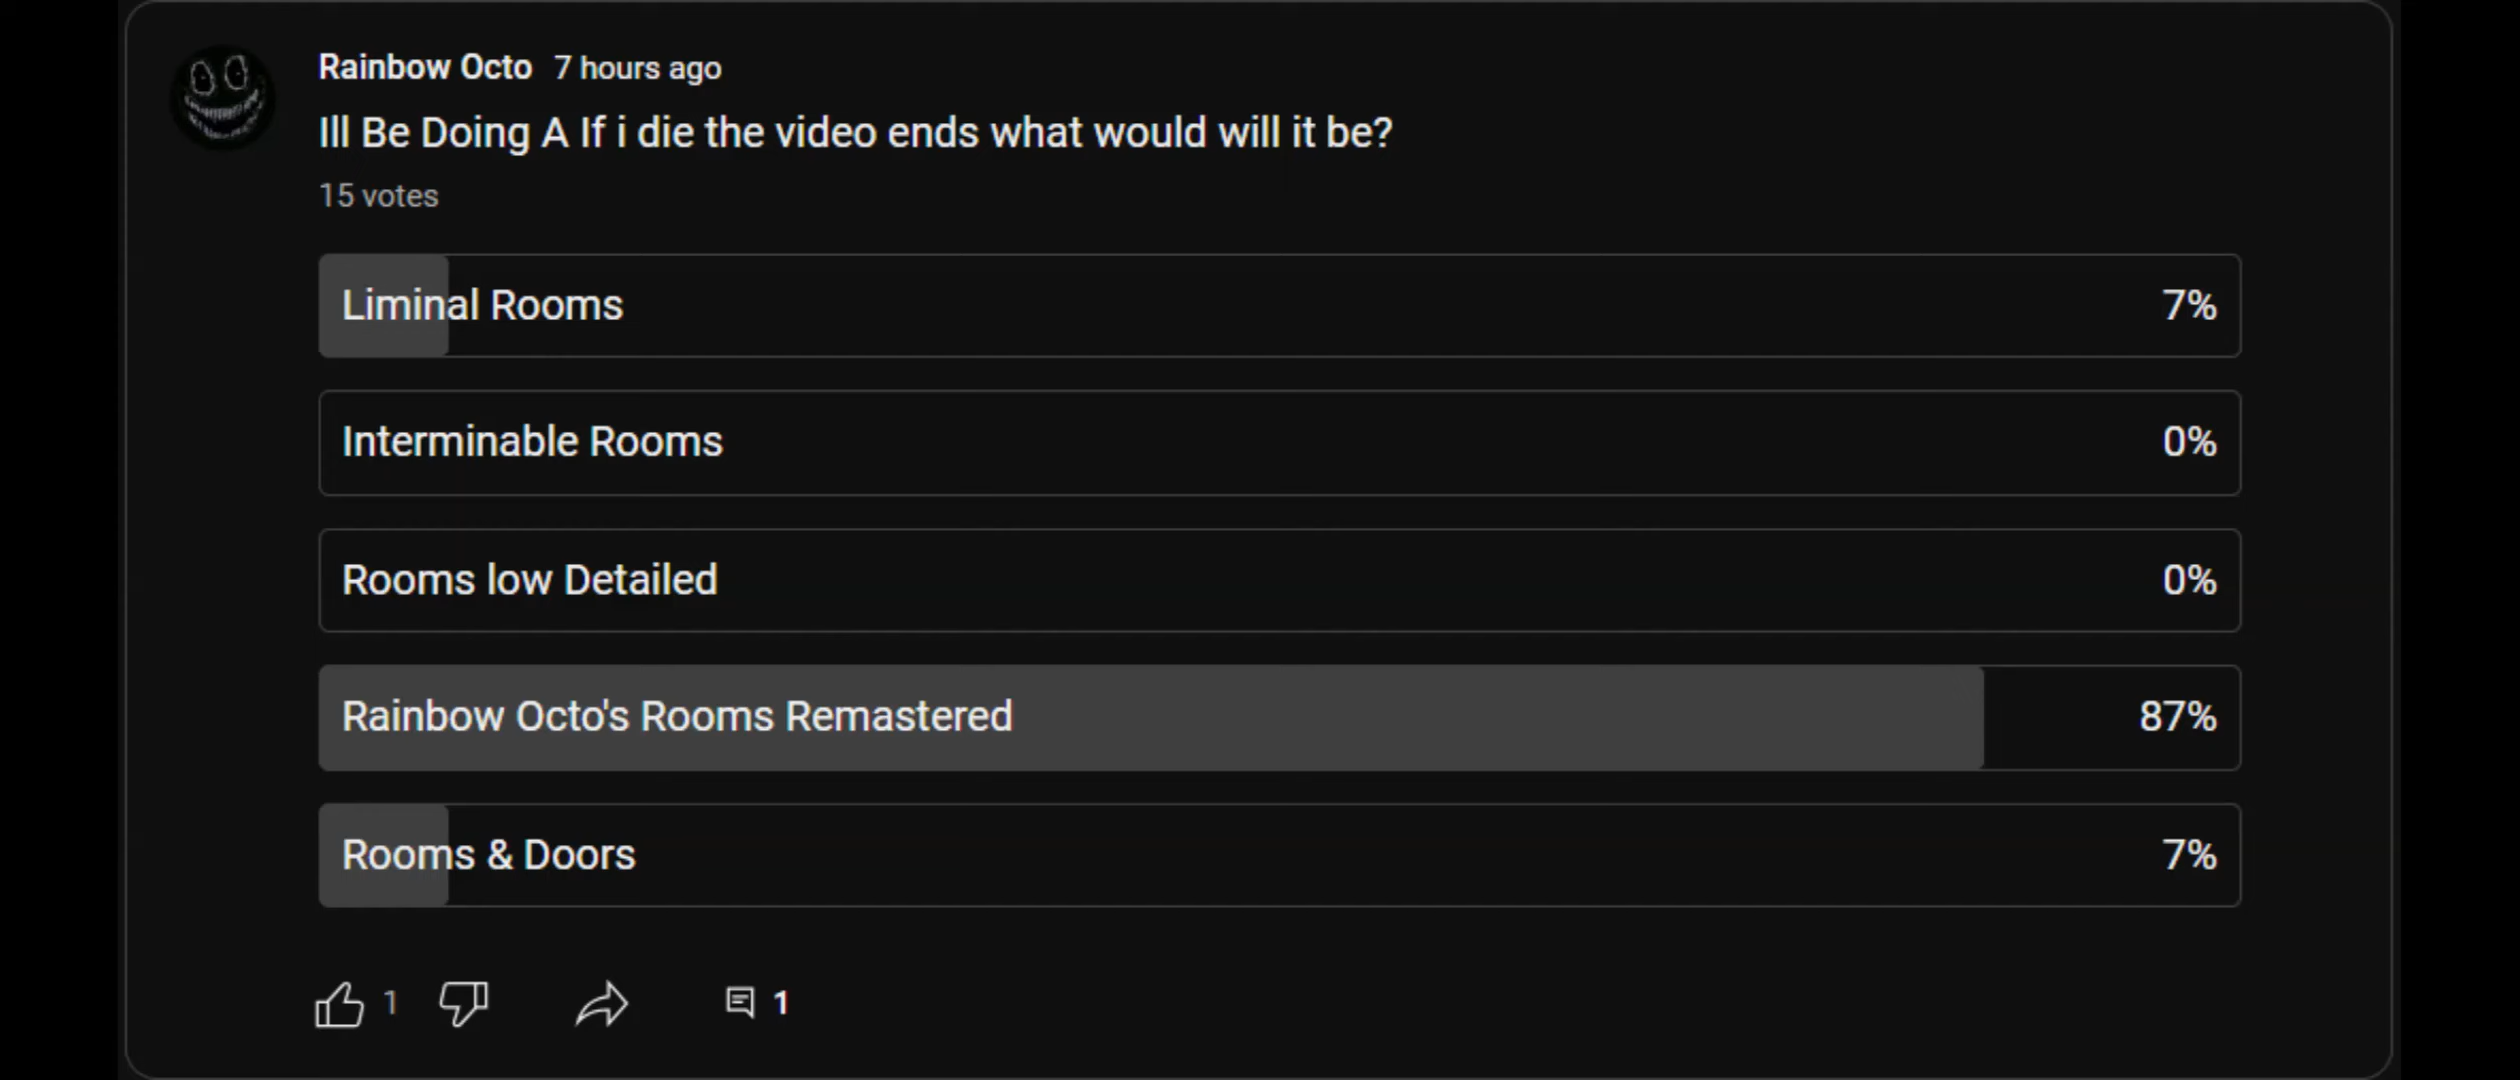 Rainbow Octo 7 hours ago
Ill Be Doing A If i die the video ends what would will it be?
15 votes
Liminal Rooms 7%
Interminable Rooms 0%
Rooms low Detailed 0%
Rainbow Octo's Rooms Remastered 87%
Rooms & Doors 7%
1 1